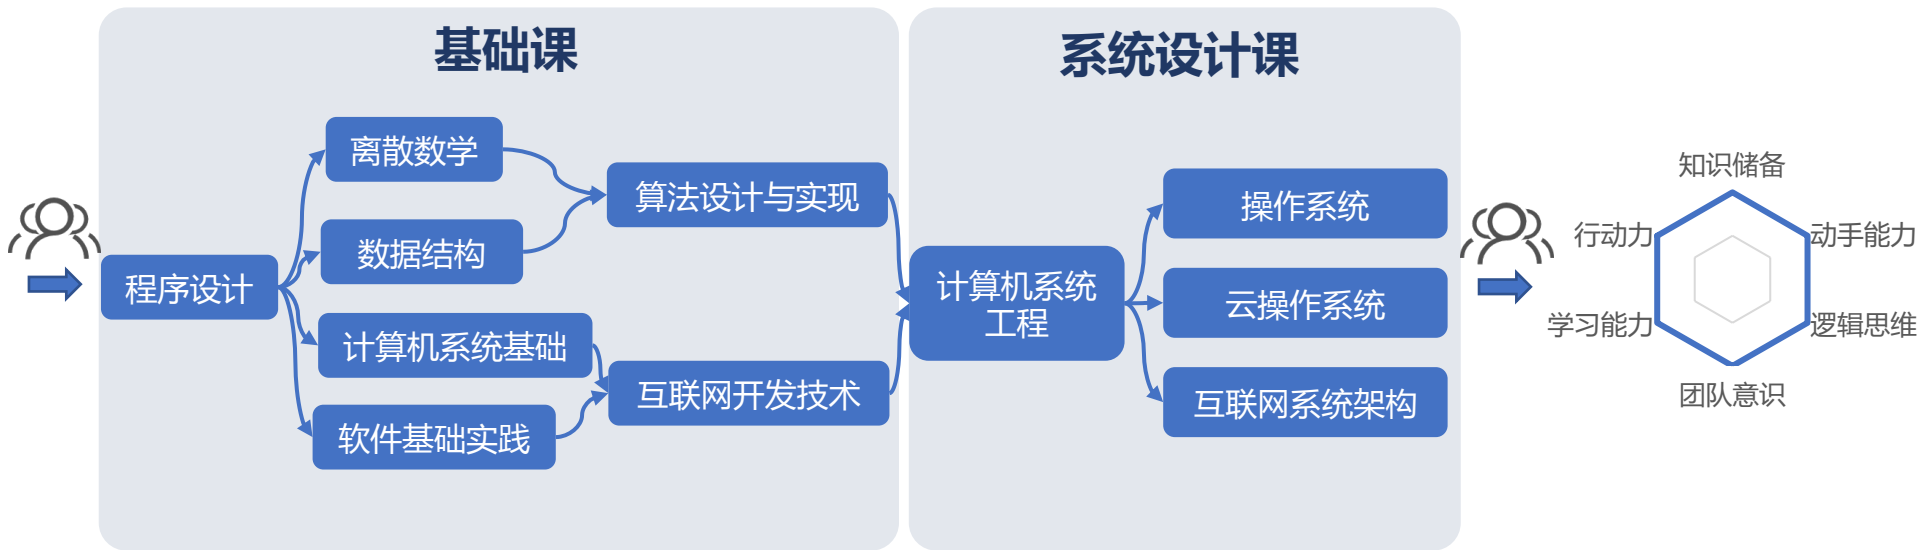 基础课
系统设计课
程序设计
离散数学
数据结构
计算机系统基础
软件基础实践
算法设计与实现
互联网开发技术
计算机系统
工程
操作系统
云操作系统
互联网系统架构
知识储备
行动力
动手能力
学习能力
逻辑思维
团队意识